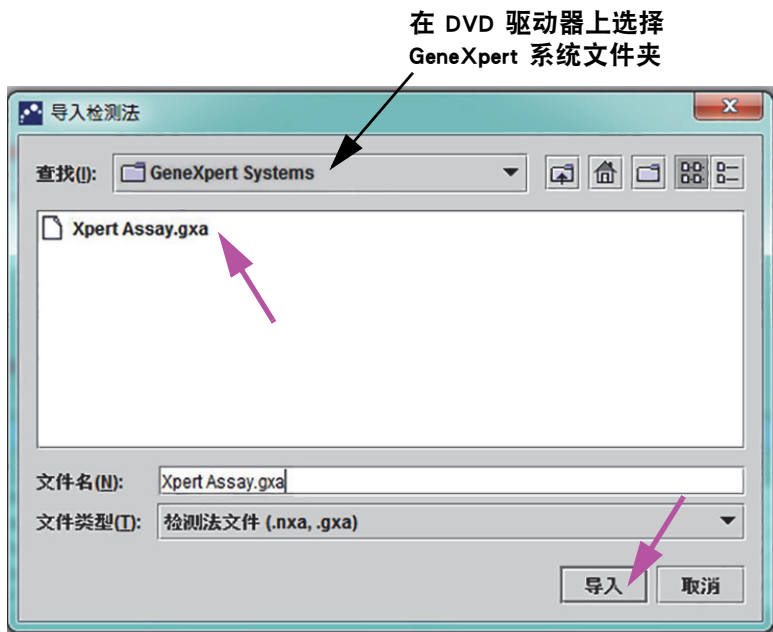 在 DVD 驱动器上选择
GeneXpert 系统文件夹
导入检测法
查找(I): GeneXpert Systems
Xpert Assay.gxa
文件名(N): Xpert Assay.gxa
文件类型(T): 检测法文件 (.nxa, .gxa)
导入 取消